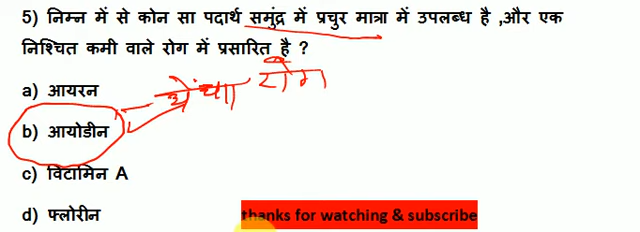 5) निम्न में से कोन सा पदार्थ समुंद्र में प्रचुर मात्रा में उपलब्ध है ,और एक
निश्चित कमी वाले रोग में प्रसारित है ?
a) आयरन
घेंघा रोग
b) आयोडीन
c) विटामिन A
d) फ्लोरीन
thanks for watching & subscribe